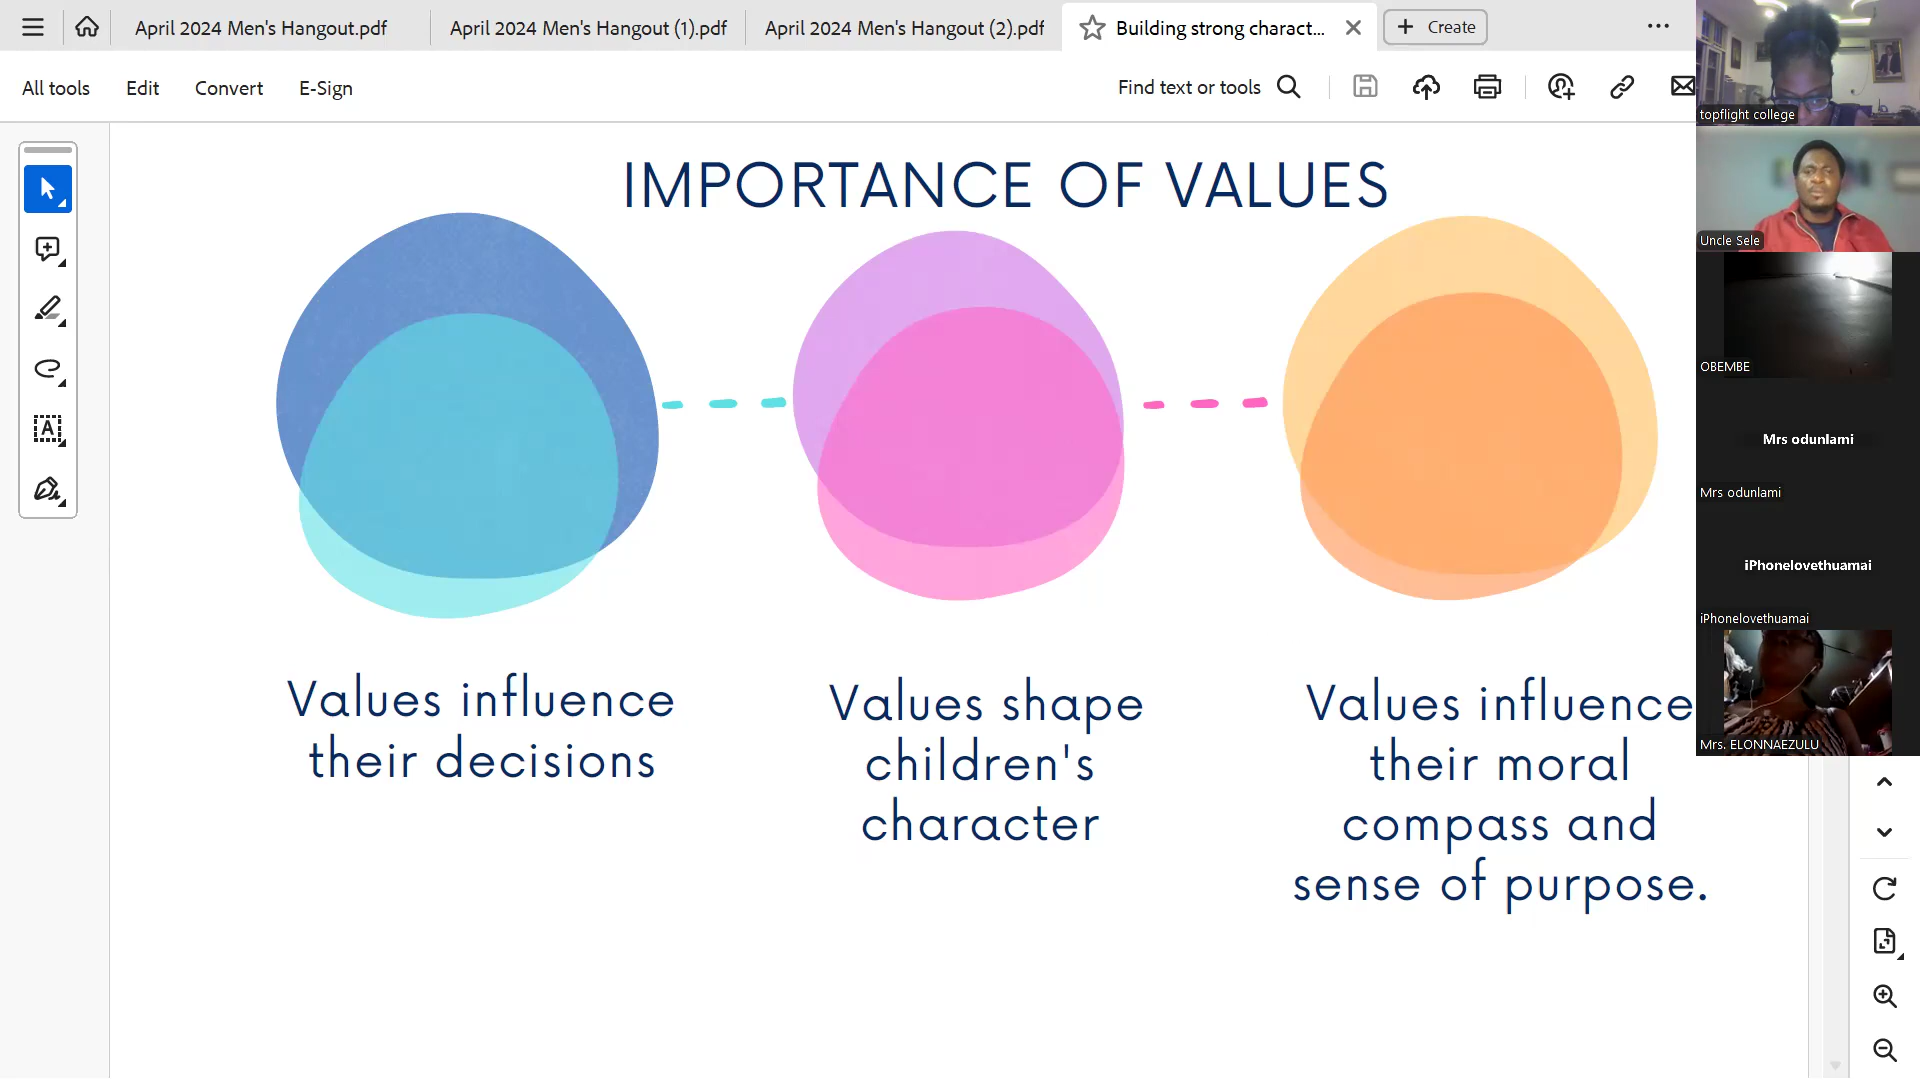 April 2024 Men's Hangout.pdf
April 2024 Men's Hangout (1).pdf
April 2024 Men's Hangout (2).pdf
Building strong charact...
Create
All tools
Edit
Convert
E-Sign
Find text or tools
IMPORTANCE OF VALUES
Values influence
their decisions
Values shape
children's
character
Values influence
their moral
compass and
sense of purpose.
topflight college
Uncle Sele
OBEMBE
Mrs odunlami
Mrs odunlami
iPhonelovethuamai
iPhonelovethuamai
Mrs. ELONNAEZULU